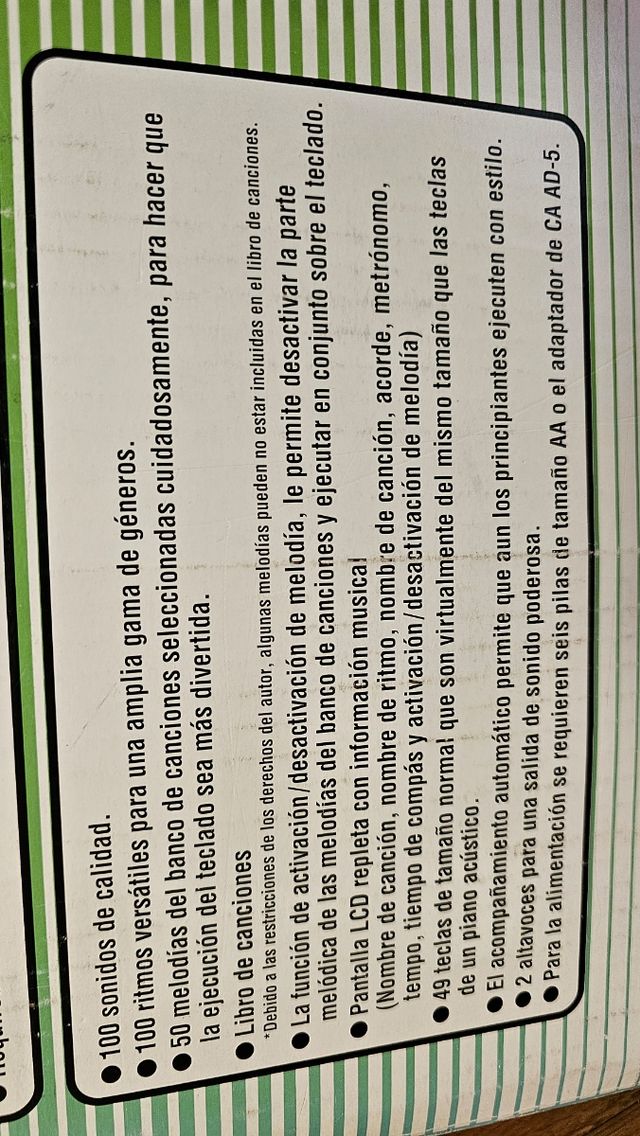 ● 100 sonidos de calidad.
● 100 ritmos versátiles para una amplia gama de géneros.
● 50 melodías del banco de canciones seleccionadas cuidadosamente, para hacer que
la ejecución del teclado sea más divertida.
● Libro de canciones
*Debido a las restricciones de los derechos del autor, algunas melodías pueden no estar incluidas en el libro de canciones.
● La función de activación/desactivación de melodía, le permite desactivar la parte
melódica de las melodías del banco de canciones y ejecutar en conjunto sobre el teclado.
● Pantalla LCD repleta con información musical
(Nombre de canción, nombre de ritmo, nombre de canción, acorde, metrónomo,
tempo, tiempo de compás y activación/desactivación de melodía)
● 49 teclas de tamaño normal que son virtualmente del mismo tamaño que las teclas
de un piano acústico.
● El acompañamiento automático permite que aun los principiantes ejecuten con estilo.
● 2 altavoces para una salida de sonido poderosa.
● Para la alimentación se requieren seis pilas de tamaño AA o el adaptador de CA AD-5.